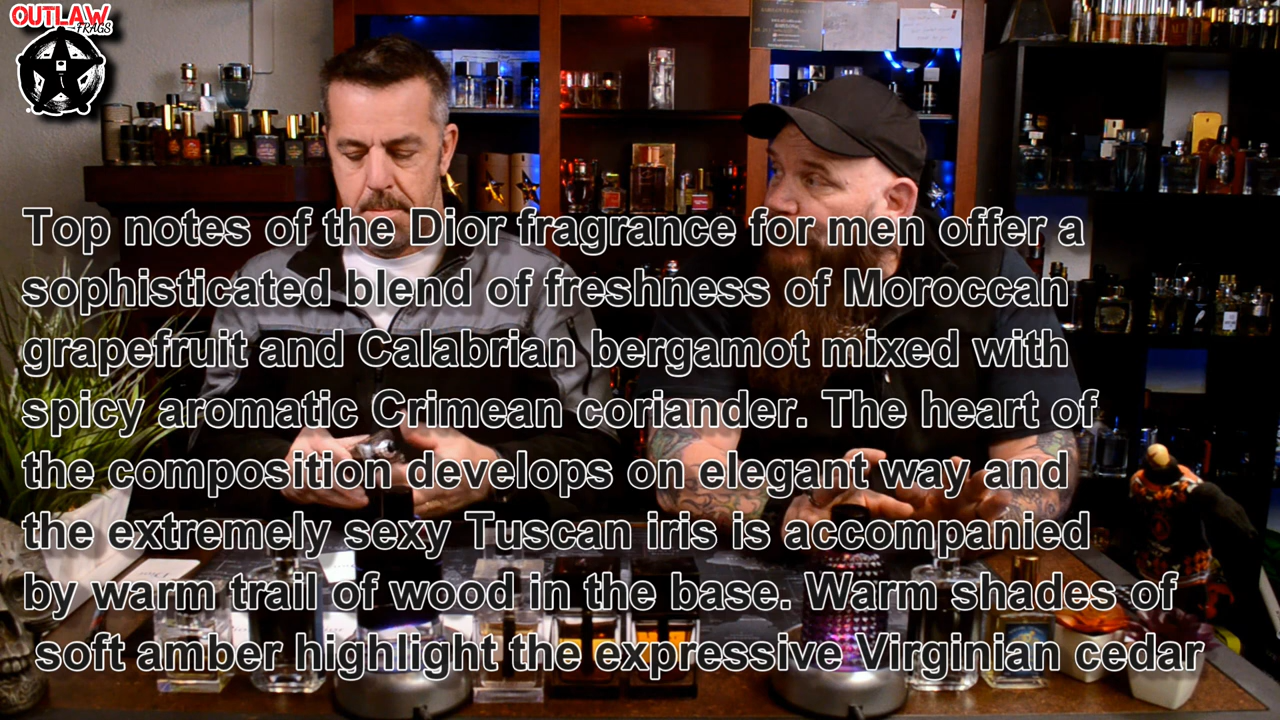 OUTLAW
FRAGS
Top notes of the Dior fragrance for men offer a
sophisticated blend of freshness of Moroccan
grapefruit and Calabrian bergamot mixed with
spicy aromatic Crimean coriander. The heart of
the composition develops on elegant way and
the extremely sexy Tuscan iris is accompanied
by warm trail of wood in the base. Warm shades of
soft amber highlight the expressive Virginian cedar